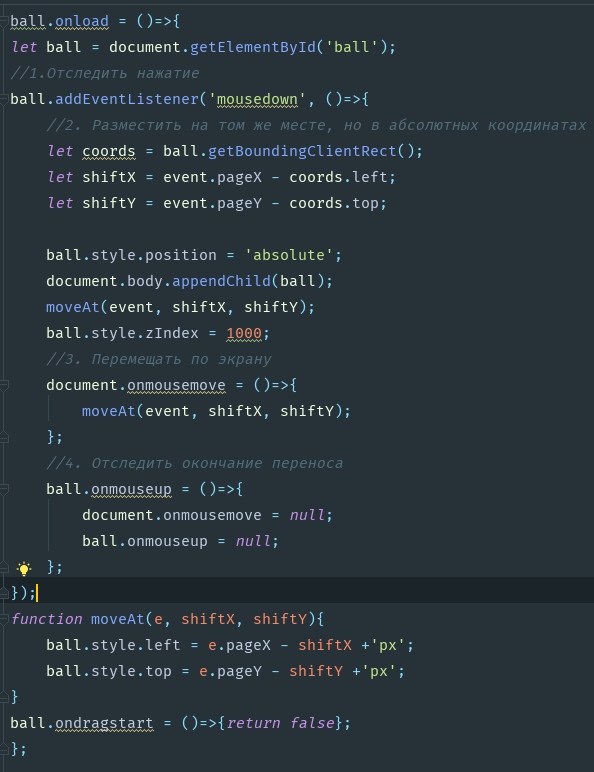 ball.onload = ()=>{
let ball = document.getElementById('ball');
//1.Отследить нажатие
ball.addEventListener('mousedown', ()=>{
    //2. Разместить на том же месте, но в абсолютных координатах
    let coords = ball.getBoundingClientRect();
    let shiftX = event.pageX - coords.left;
    let shiftY = event.pageY - coords.top;

    ball.style.position = 'absolute';
    document.body.appendChild(ball);
    moveAt(event, shiftX, shiftY);
    ball.style.zIndex = 1000;
    //3. Перемещать по экрану
    document.onmousemove = ()=>{
        moveAt(event, shiftX, shiftY);
    };
    //4. Отследить окончание переноса
    ball.onmouseup = ()=>{
        document.onmousemove = null;
        ball.onmouseup = null;
    };
});
function moveAt(e, shiftX, shiftY){
    ball.style.left = e.pageX - shiftX +'px';
    ball.style.top = e.pageY - shiftY +'px';
}
ball.ondragstart = ()=>{return false};
};